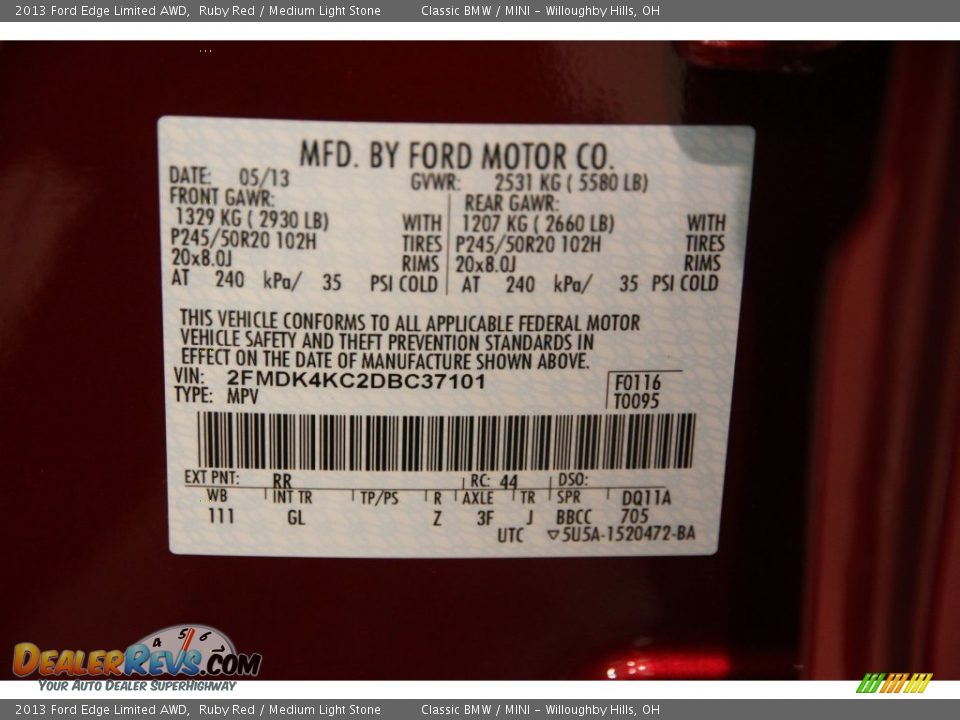 2013 Ford Edge Limited AWD, Ruby Red / Medium Light Stone Classic BMW / MINI - Willoughby Hills, OH
MFD. BY FORD MOTOR CO.
DATE: 05/13 GVWR: 2531 KG ( 5580 LB)
FRONT GAWR: REAR GAWR:
1329 KG ( 2930 LB) WITH 1207 KG ( 2660 LB) WITH
P245/50R20 102H TIRES P245/50R20 102H TIRES
20x8.0J RIMS 20x8.0J RIMS
AT 240 kPa/ 35 PSI COLD AT 240 kPa/ 35 PSI COLD
THIS VEHICLE CONFORMS TO ALL APPLICABLE FEDERAL MOTOR
VEHICLE SAFETY AND THEFT PREVENTION STANDARDS IN
EFFECT ON THE DATE OF MANUFACTURE SHOWN ABOVE.
VIN: 2FMDK4KC2DBC37101 F0116
TYPE: MPV T0095
EXT PNT: RR RC: 44 DSO:
WB INT TR TP/PS R AXLE TR SPR DQ11A
111 GL Z 3F J BBCC 705
UTC ▽5U5A-1520472-BA
4 5 6
DEALERREVS.COM
YOUR AUTO DEALER SUPERHIGHWAY
2013 Ford Edge Limited AWD, Ruby Red / Medium Light Stone Classic BMW / MINI - Willoughby Hills, OH